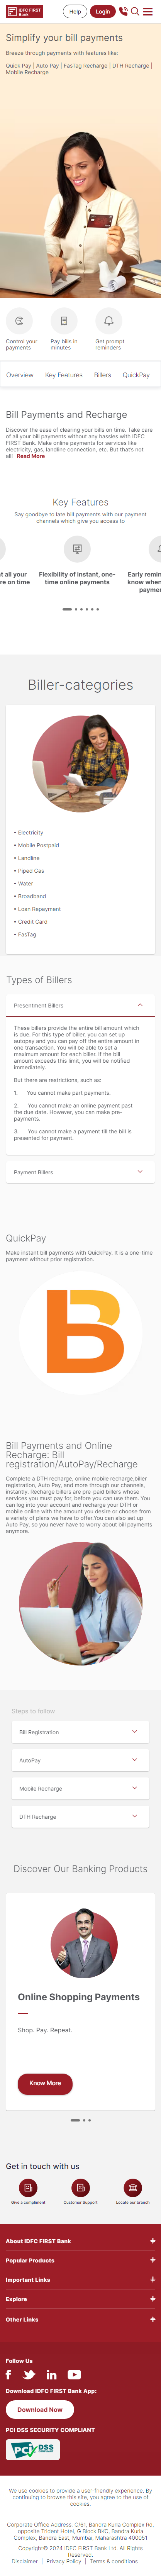 IDFC FIRST
Bank
Help
Login
Simplify your bill payments
Breeze through payments with features like:
Quick Pay | Auto Pay | FasTag Recharge | DTH Recharge |
Mobile Recharge
Control your
payments
Pay bills in
minutes
Get prompt
reminders
Overview
Key Features
Billers
QuickPay
Bill Payments and Recharge
Discover the ease of clearing your bills on time. Take care
of all your bill payments without any hassles with IDFC
FIRST Bank. Make online payments for services like
electricity, gas, landline connection, etc. But that's not
all! Read More
Key Features
Say goodbye to late bill payments with our payment
channels which give you access to
Flexibility of instant, one-
time online payments
Early remin
know when
paymen
Biller-categories
• Electricity
• Mobile Postpaid
• Landline
• Piped Gas
• Water
• Broadband
• Loan Repayment
• Credit Card
• FasTag
Types of Billers
Presentment Billers
These billers provide the entire bill amount which
is due. For this type of biller, you can set up
autopay and you can pay off the entire amount in
one transaction. You will be able to set a
maximum amount for each biller. If the bill
amount exceeds this limit, you will be notified
immediately.
But there are restrictions, such as:
1. You cannot make part payments.
2. You cannot make an online payment past
the due date. However, you can make pre-
payments.
3. You cannot make a payment till the bill is
presented for payment.
Payment Billers
QuickPay
Make instant bill payments with QuickPay. It is a one-time
payment without prior registration.
B
Bill Payments and Online
Recharge: Bill
registration/AutoPay/Recharge
Complete a DTH recharge, online mobile recharge,biller
registration, Auto Pay, and more through our channels,
instantly. Recharge billers are pre-paid billers whose
services you must pay for, before you can use them. You
can log into your account and recharge your DTH or
mobile online without any hassles. Browse and choose from
a variety of plans we have to offer.You can also set up
Auto Pay, so you never have to worry about bill payments
anymore.
Steps to follow
Bill Registration
AutoPay
Mobile Recharge
DTH Recharge
Discover Our Banking Products
Online Shopping Payments
Shop. Pay. Repeat.
Know More
Get in touch with us
Give a compliment
Customer Support
Locate our branch
About IDFC FIRST Bank
Popular Products
Important Links
Explore
Other Links
Follow Us
Download IDFC FIRST Bank App:
Download Now
PCI DSS SECURITY COMPLIANT
PCI DSS
We use cookies to provide a user-friendly experience. By
continuing to browse this site, you agree to the use of
cookies.
Corporate Office Address: C/61, Bandra Kurla Complex Rd,
opposite Trident Hotel, G Block BKC, Bandra Kurla
Complex, Bandra East, Mumbai, Maharashtra 400051
Copyright© 2024 IDFC FIRST Bank Ltd. All Rights
Reserved.
Disclaimer | Privacy Policy | Terms & conditions